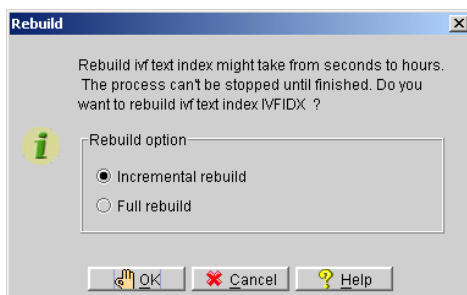 Rebuild
Rebuild ivf text index might take from seconds to hours.
The process can't be stopped until finished. Do you
want to rebuild ivf text index IVFIDX ?
Rebuild option
Incremental rebuild
Full rebuild
OK Cancel Help